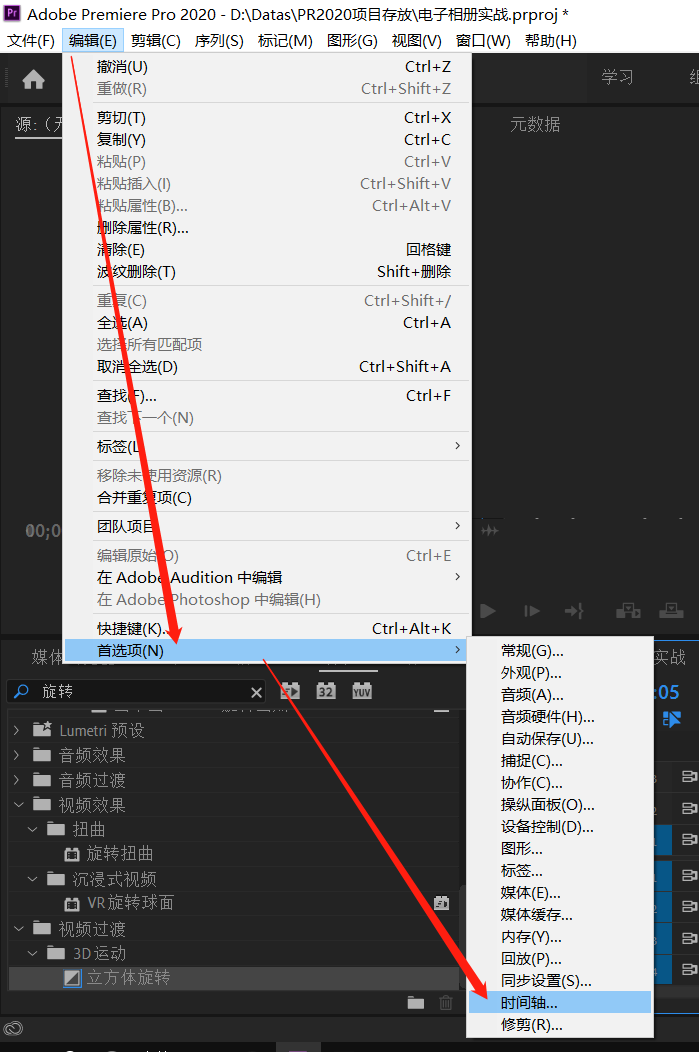 Adobe Premiere Pro 2020 - D:\Datas\PR2020项目存放\电子相册实战.prproj *
文件(F) 编辑(E) 剪辑(C) 序列(S) 标记(M) 图形(G) 视图(V) 窗口(W) 帮助(H)
学习
源:（无
元数据
撤消(U) Ctrl+Z
重做(R) Ctrl+Shift+Z
剪切(T) Ctrl+X
复制(Y) Ctrl+C
粘贴(P) Ctrl+V
粘贴插入(I) Ctrl+Shift+V
粘贴属性(B)... Ctrl+Alt+V
删除属性(R)...
清除(E) 回格键
波纹删除(T) Shift+删除
重复(C) Ctrl+Shift+/
全选(A) Ctrl+A
选择所有匹配项
取消全选(D) Ctrl+Shift+A
查找(F)... Ctrl+F
查找下一个(N)
标签(L)
移除未使用资源(R)
合并重复项(C)
团队项目
00;0
编辑原始(O) Ctrl+E
在 Adobe Audition 中编辑
在 Adobe Photoshop 中编辑(H)
快捷键(K)... Ctrl+Alt+K
首选项(N)
媒体
实战
旋转
32
YUV
:05
Lumetri 预设
音频效果
音频过渡
视频效果
扭曲
旋转扭曲
沉浸式视频
VR 旋转球面
视频过渡
3D 运动
立方体旋转
常规(G)...
外观(P)...
音频(A)...
音频硬件(H)...
自动保存(U)...
捕捉(C)...
协作(C)...
操纵面板(O)...
设备控制(D)...
图形...
标签...
媒体(E)...
媒体缓存...
内存(Y)...
回放(P)...
同步设置(S)...
时间轴...
修剪(R)...